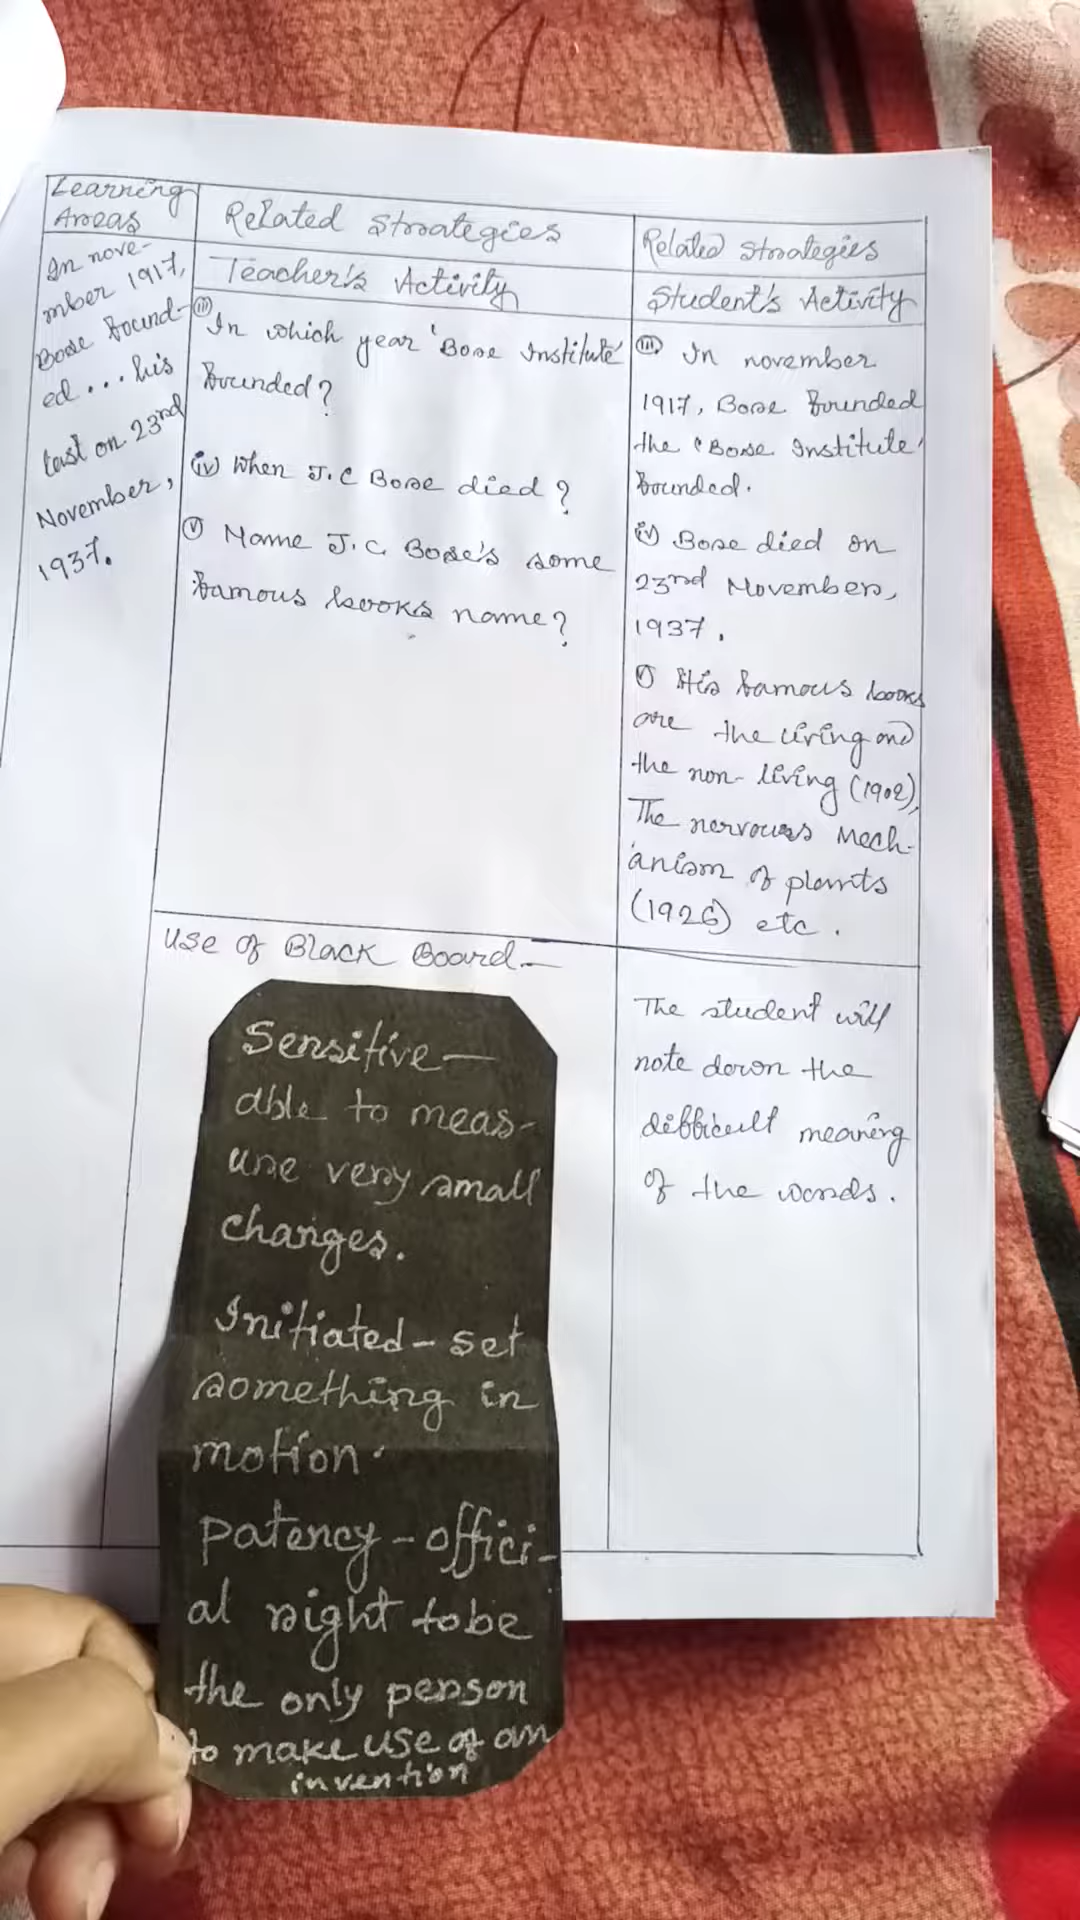 Learning
Areas
In nove-
mber 1917,
Bose found-
ed... his
last on 23rd
November,
1937.
Related Strategies
Teacher's Activity
(iii) In which year 'Bose Institute'
founded?
(iv) When J.C Bose died?
(v) Name J.C. Bose's some
famous books name?
Related Strategies
Student's Activity
(iii) In november
1917, Bose founded
the 'Bose Institute'
founded.
(iv) Bose died on
23rd November,
1937.
(v) His famous books
are the living and
the non-living (1902),
The nervous Mech-
anism of plants
(1926) etc.
Use of Black Board—
Sensitive—
able to meas-
ure very small
changes.
Initiated - set
something in
motion.
Patency - offici-
al right to be
the only person
to make use of an
invention
The student will
note down the
difficult meaning
of the words.